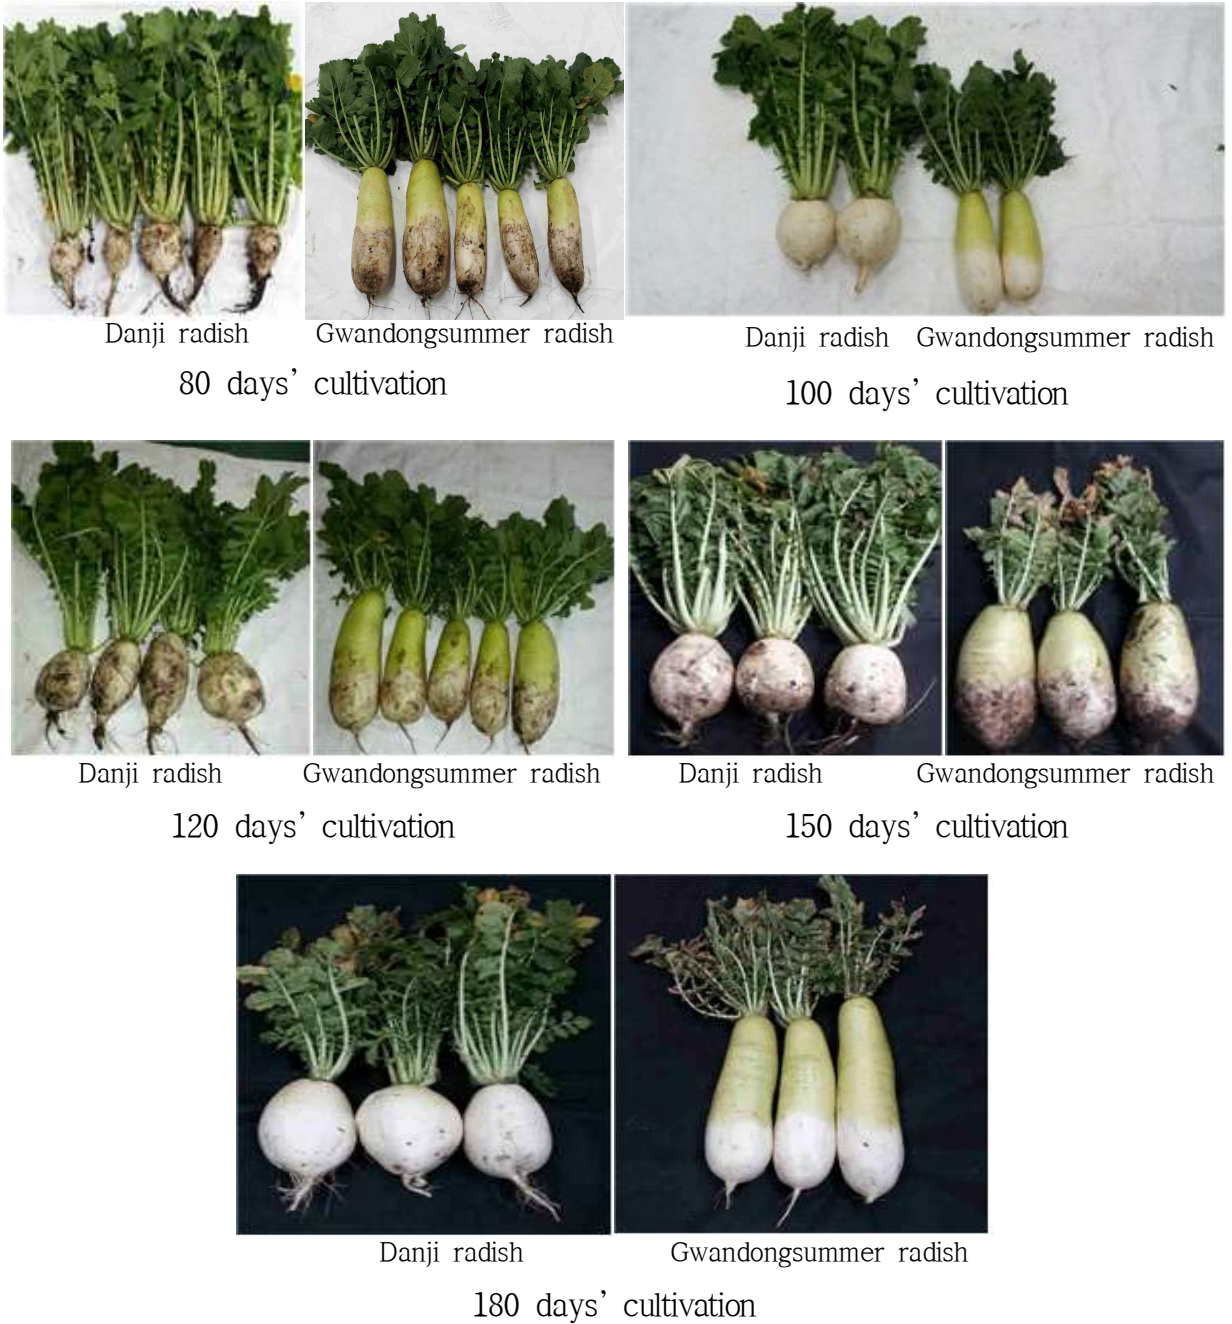 Danji radish
Gwandongsummer radish
80 days’ cultivation
Danji radish
Gwandongsummer radish
100 days’ cultivation
Danji radish
Gwandongsummer radish
120 days’ cultivation
Danji radish
Gwandongsummer radish
150 days’ cultivation
Danji radish
Gwandongsummer radish
180 days’ cultivation